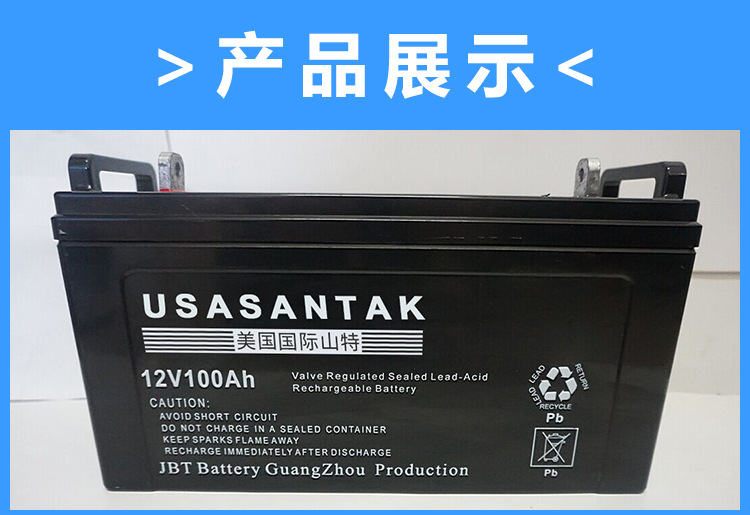 > 产品展示 <
USASANTAK
美国国际山特
12V100Ah
Valve Regulated Sealed Lead-Acid
Rechargeable Battery
CAUTION:
AVOID SHORT CIRCUIT
DO NOT CHARGE IN A SEALED CONTAINER
KEEP SPARKS FLAME AWAY
RECHARGE IMMEDIATELY AFTER DISCHARGE
JBT Battery GuangZhou Production
LEAD LEAD RETURN
RECYCLE
Pb
Pb